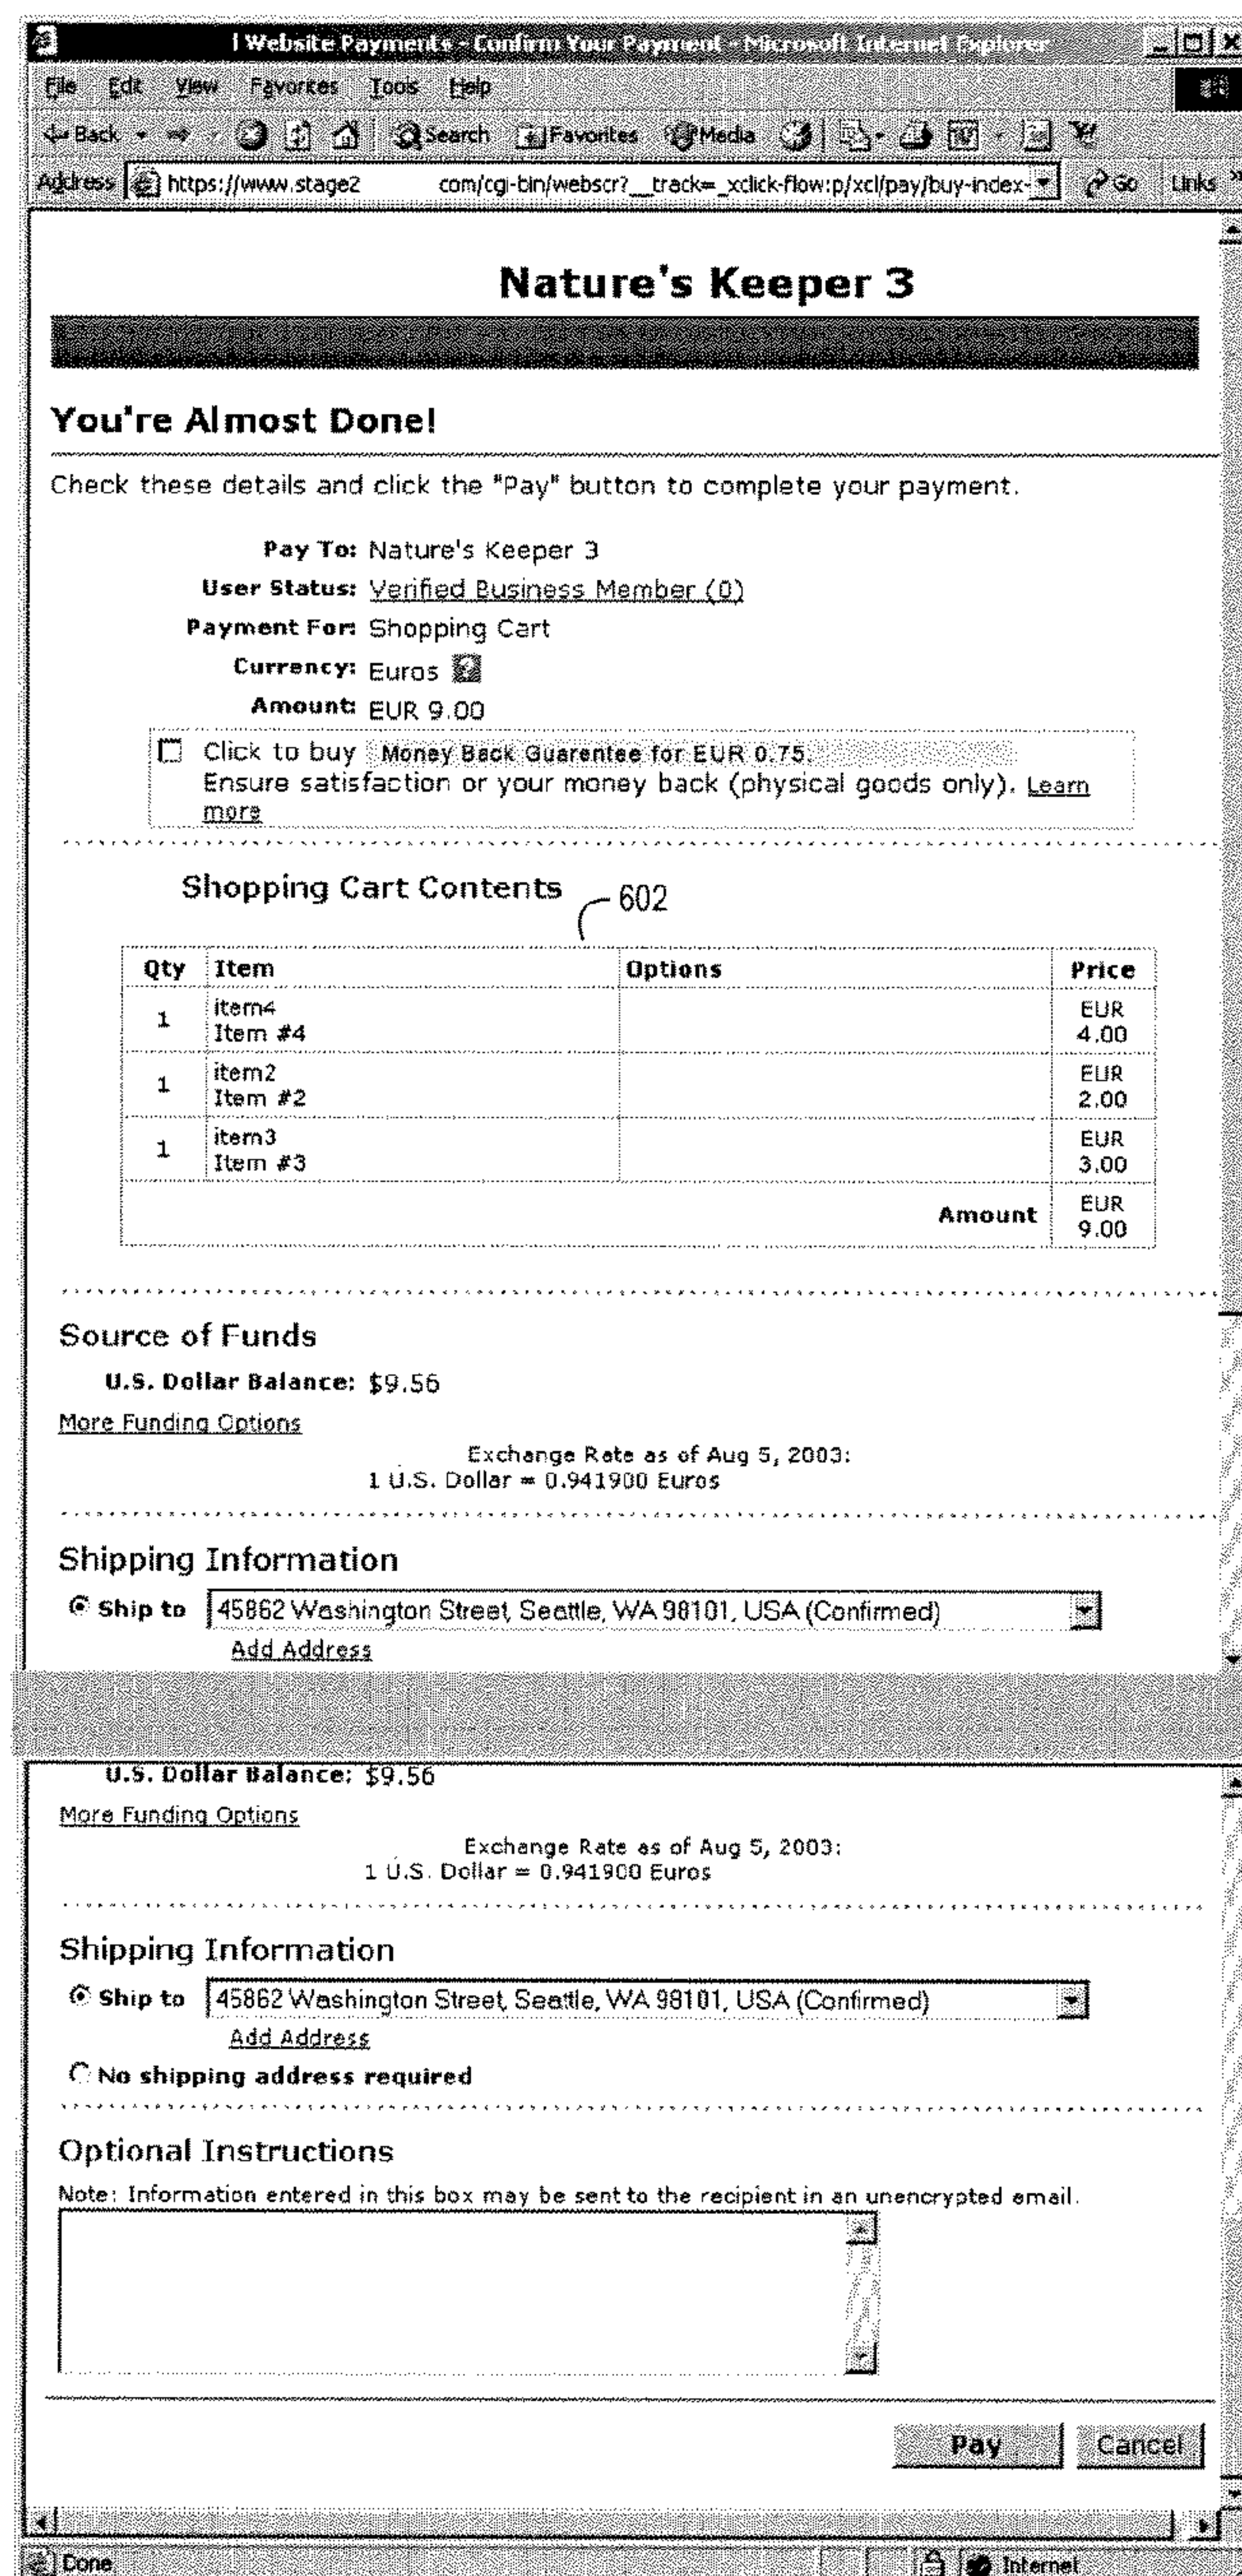 l Website Payments - Confirm Your Payment - Microsoft Internet Explorer
File Edit View Favorites Tools Help
Back Search Favorites Media
Address https://www.stage2 com/cgi-bin/webscr?__track=_xclick-flow:p/xcl/pay/buy-index- Go Links »
Nature's Keeper 3
You're Almost Done!
Check these details and click the "Pay" button to complete your payment.
Pay To: Nature's Keeper 3
User Status: Verified Business Member (0)
Payment For: Shopping Cart
Currency: Euros ?
Amount: EUR 9.00
Click to buy Money Back Guarentee for EUR 0.75.
Ensure satisfaction or your money back (physical goods only). Learn
more
Shopping Cart Contents
602
Qty Item Options Price
1 item4 EUR
Item #4 4.00
1 item2 EUR
Item #2 2.00
1 item3 EUR
Item #3 3.00
Amount EUR
9.00
Source of Funds
U.S. Dollar Balance: $9.56
More Funding Options
Exchange Rate as of Aug 5, 2003:
1 U.S. Dollar = 0.941900 Euros
Shipping Information
Ship to 45862 Washington Street, Seattle, WA 98101, USA (Confirmed)
Add Address
U.S. Dollar Balance: $9.56
More Funding Options
Exchange Rate as of Aug 5, 2003:
1 U.S. Dollar = 0.941900 Euros
Shipping Information
Ship to 45862 Washington Street, Seattle, WA 98101, USA (Confirmed)
Add Address
No shipping address required
Optional Instructions
Note: Information entered in this box may be sent to the recipient in an unencrypted email.
Pay Cancel
Done Internet